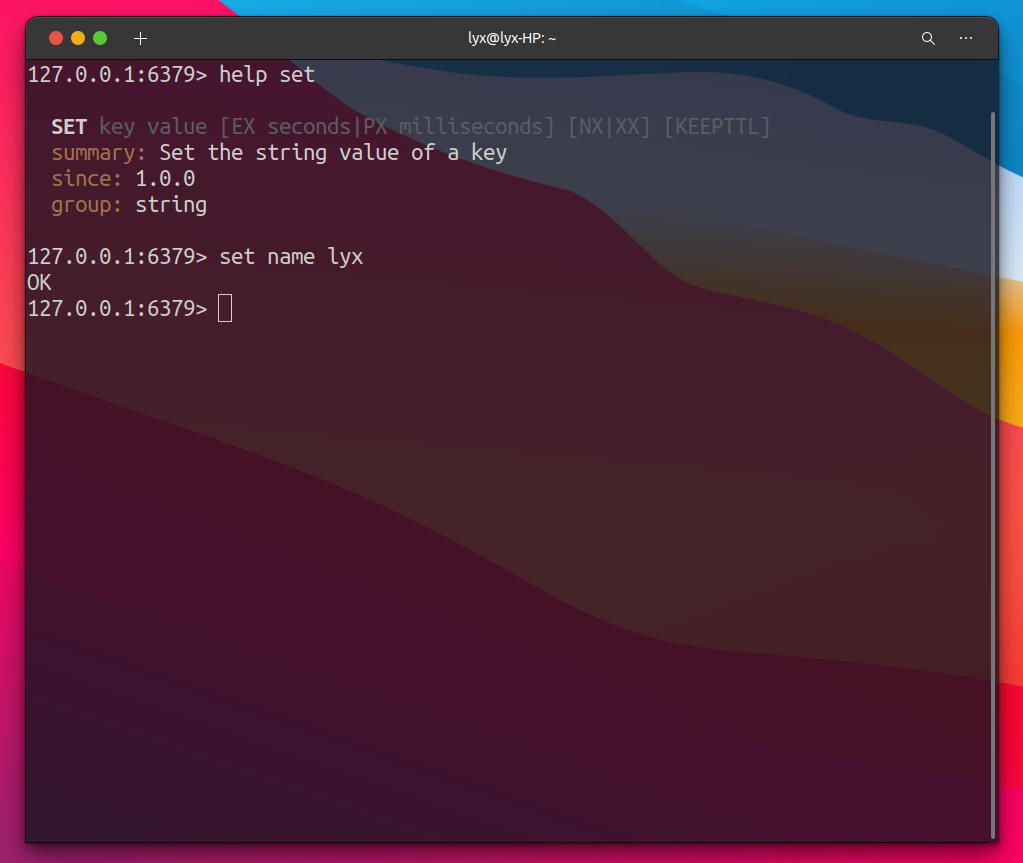 lyx@lyx-HP: ~
127.0.0.1:6379> help set
SET key value [EX seconds|PX milliseconds] [NX|XX] [KEEPTTL]
summary: Set the string value of a key
since: 1.0.0
group: string
127.0.0.1:6379> set name lyx
OK
127.0.0.1:6379>